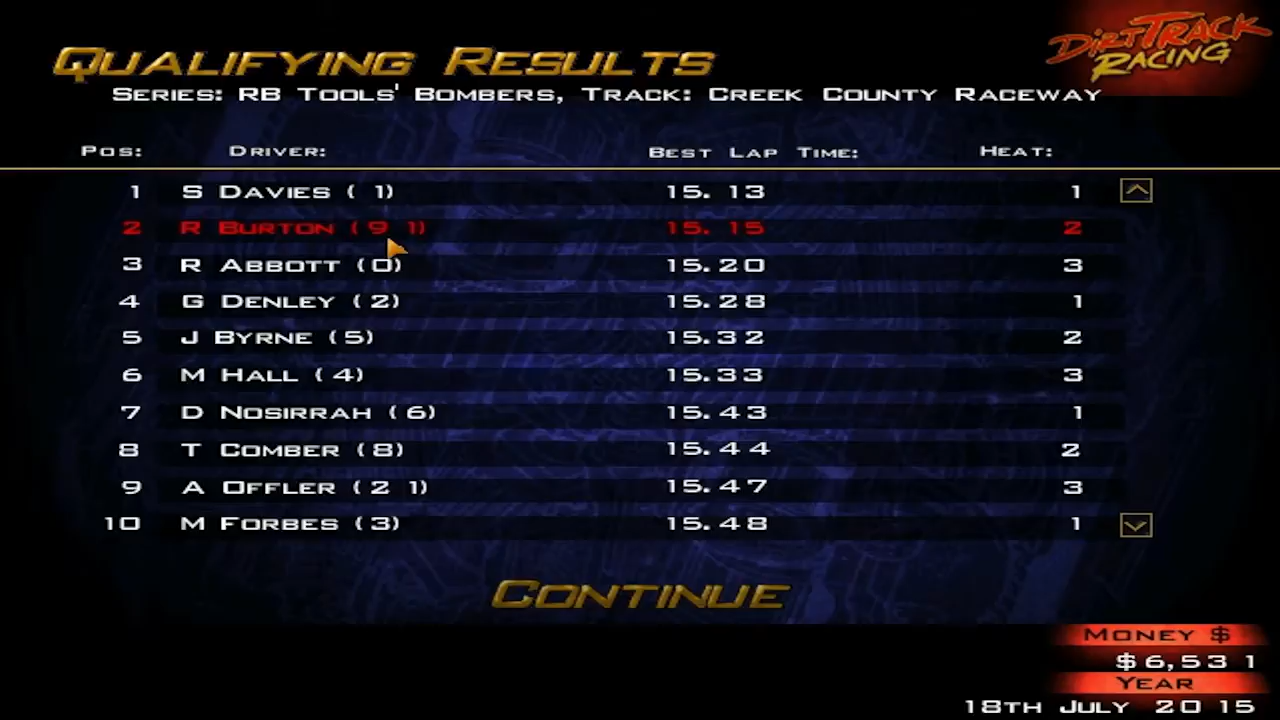 Qualifying Results
Dirt Track
Racing
Series: RB Tools' Bombers, Track: Creek County Raceway
Pos: Driver: Best Lap Time: Heat:
1 S Davies (1) 15.13 1
2 R Burton (91) 15.15 2
3 R Abbott (0) 15.20 3
4 G Denley (2) 15.28 1
5 J Byrne (5) 15.32 2
6 M Hall (4) 15.33 3
7 D Nosirrah (6) 15.43 1
8 T Comber (8) 15.44 2
9 A Offler (21) 15.47 3
10 M Forbes (3) 15.48 1
Continue
Money $
$6,531
Year
18th July 2015